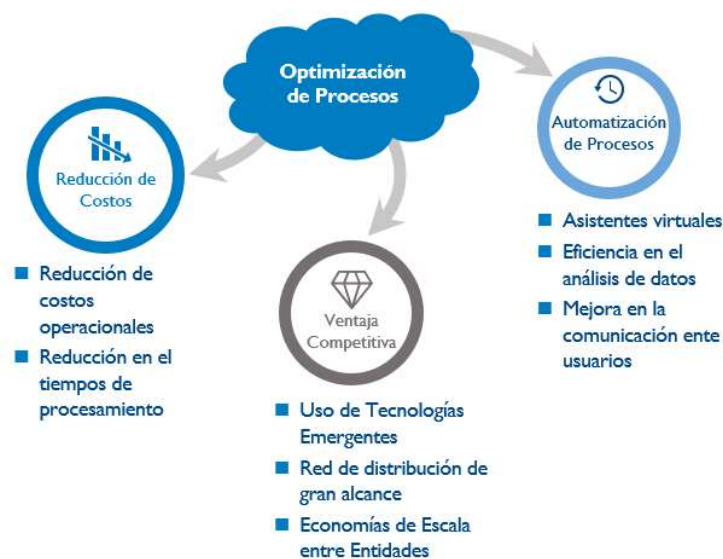 Optimización
de Procesos
Reducción de
Costos
Reducción de
costos
operacionales
Reducción en el
tiempos de
procesamiento
Ventaja
Competitiva
Uso de Tecnologías
Emergentes
Red de distribución de
gran alcance
Economías de Escala
entre Entidades
Automatización
de Procesos
Asistentes virtuales
Eficiencia en el
análisis de datos
Mejora en la
comunicación ente
usuarios